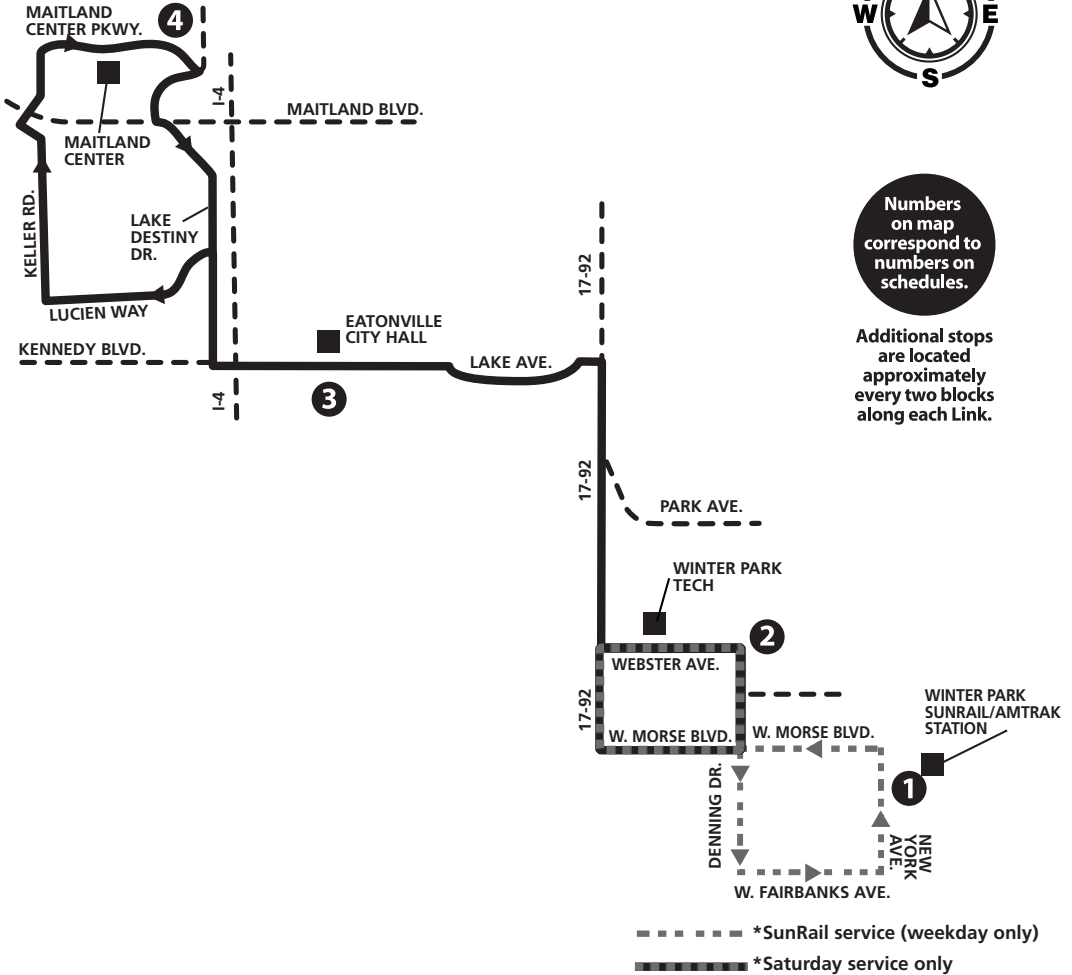 MAITLAND
CENTER PKWY.
4
W
E
S
I-4
MAITLAND BLVD.
MAITLAND
CENTER
KELLER RD.
LAKE
DESTINY
DR.
LUCIEN WAY
KENNEDY BLVD.
I-4
EATONVILLE
CITY HALL
3
LAKE AVE.
17-92
Numbers
on map
correspond to
numbers on
schedules.
Additional stops
are located
approximately
every two blocks
along each Link.
17-92
PARK AVE.
WINTER PARK
TECH
2
WEBSTER AVE.
17-92
W. MORSE BLVD.
W. MORSE BLVD.
WINTER PARK
SUNRAIL/AMTRAK
STATION
1
DENNING DR.
NEW
YORK
AVE.
W. FAIRBANKS AVE.
*SunRail service (weekday only)
*Saturday service only